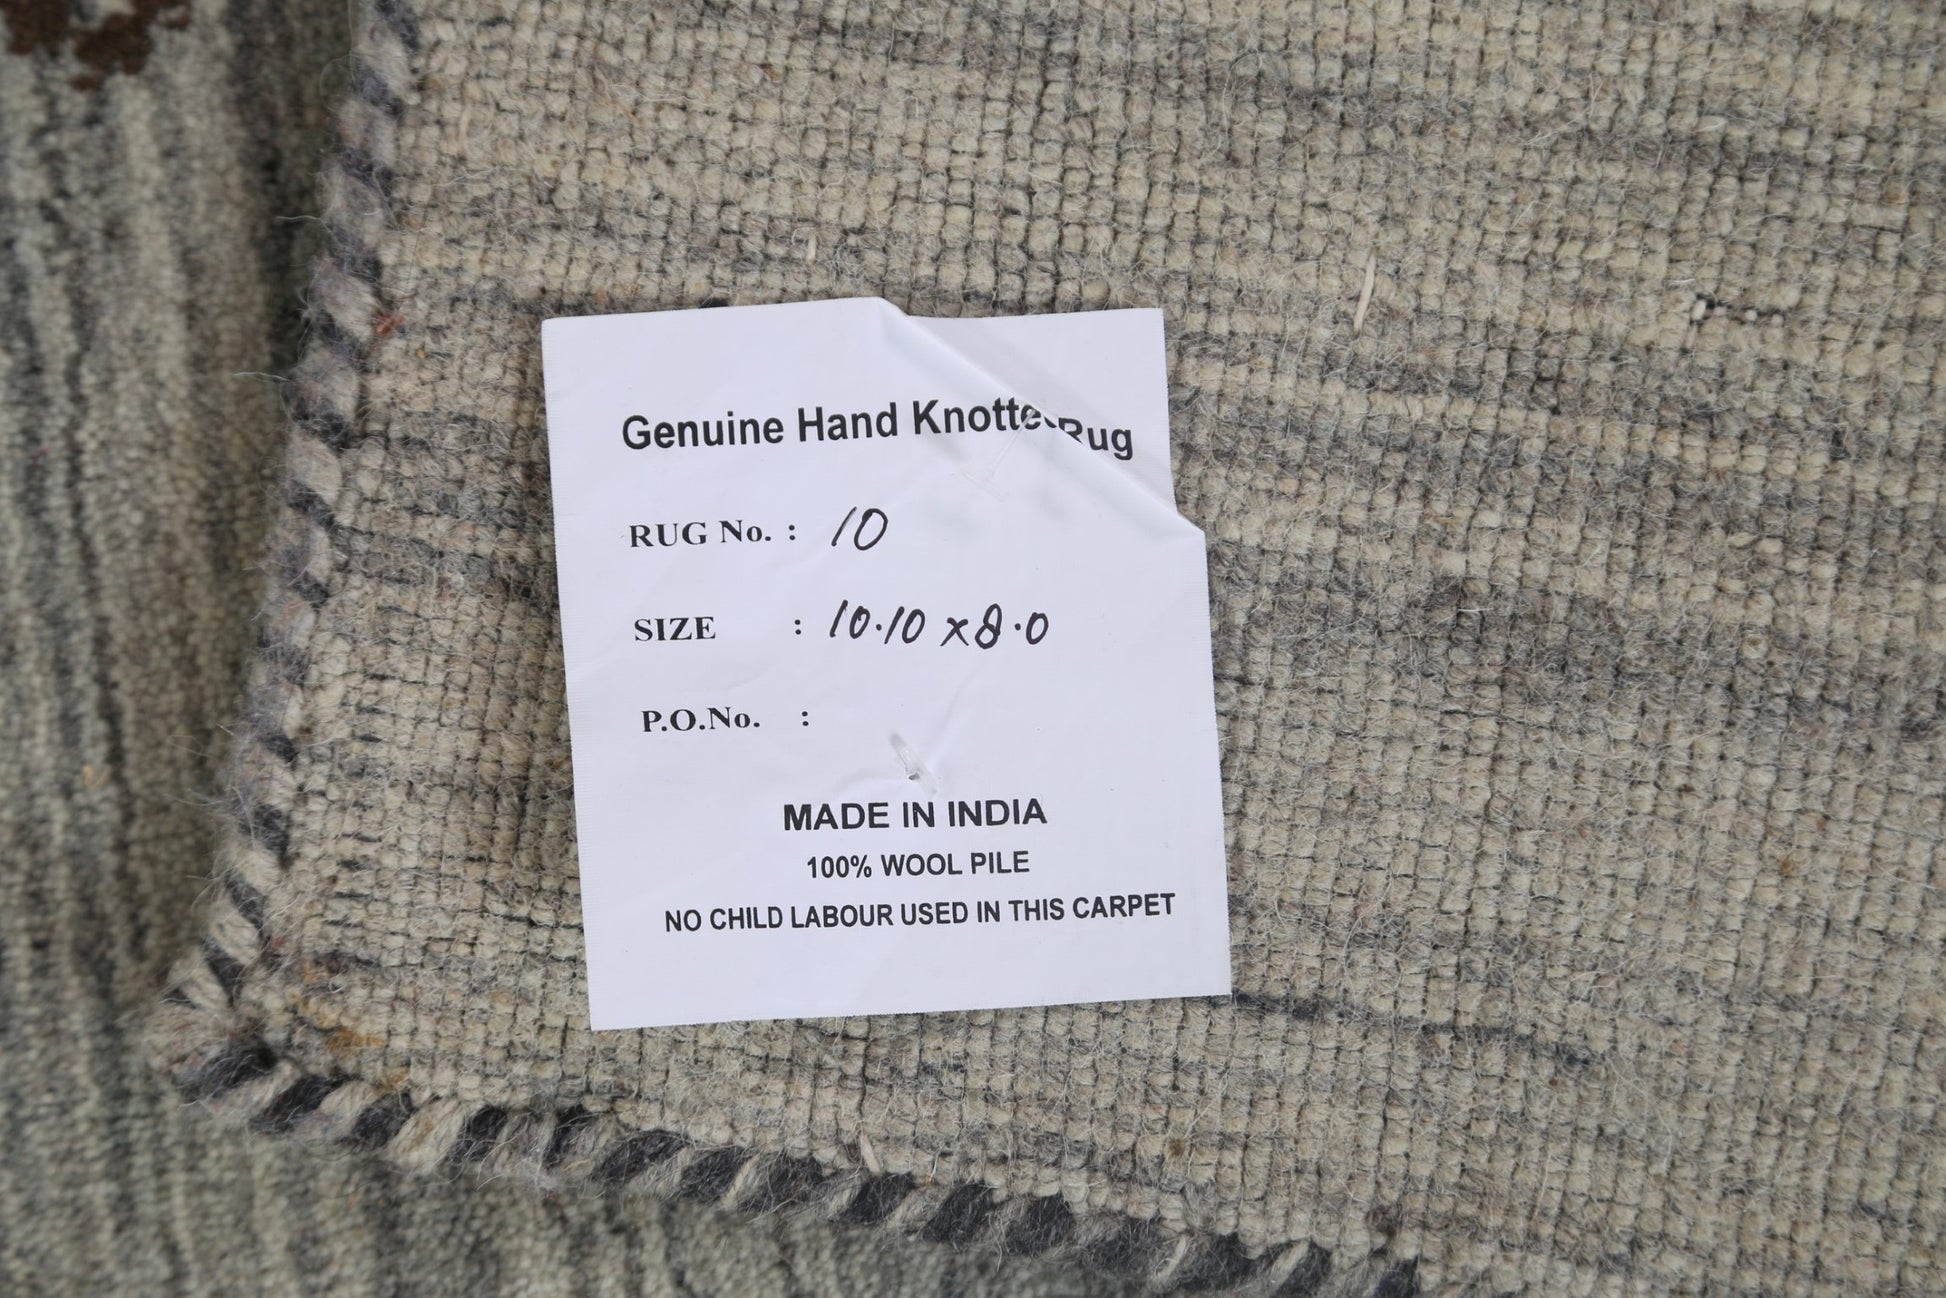 Genuine Hand Knotte Rug
RUG No. : 10
SIZE : 10.10 x 8.0
P.O.No. :
MADE IN INDIA
100% WOOL PILE
NO CHILD LABOUR USED IN THIS CARPET